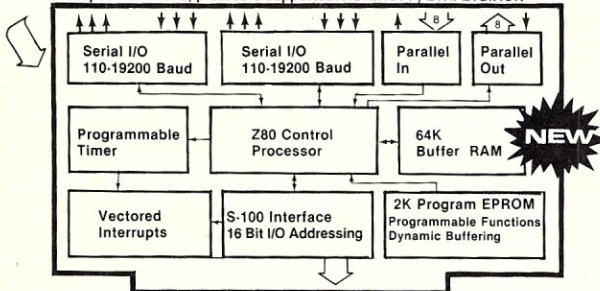 8
8
Serial I/O
110-19200 Baud
Serial I/O
110-19200 Baud
Parallel
In
Parallel
Out
Programmable
Timer
Z80 Control
Processor
64K
Buffer RAM
NEW
Vectored
Interrupts
S-100 Interface
16 Bit I/O Addressing
2K Program EPROM
Programmable Functions
Dynamic Buffering